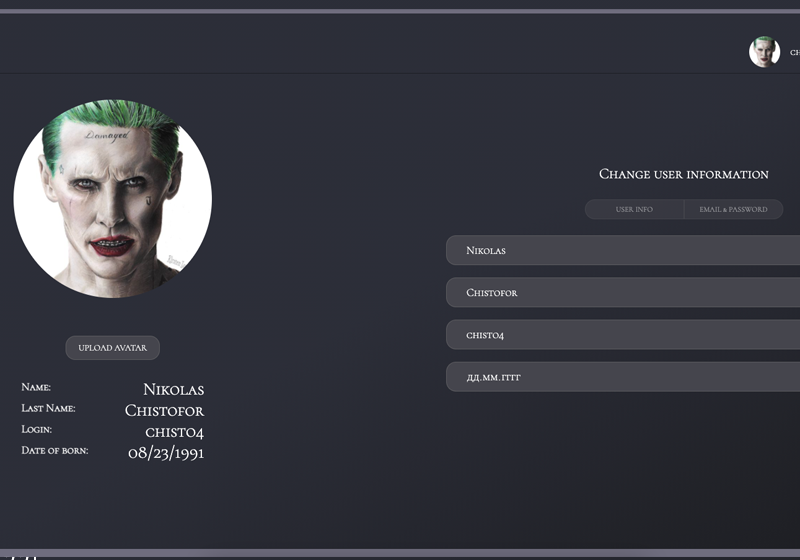 CH
Damaged
J
UPLOAD AVATAR
Name: Nikolas
Last Name: Chistofor
Login: chisto4
Date of born: 08/23/1991
Change user information
USER INFO EMAIL & PASSWORD
Nikolas
Chistofor
chisto4
ДД.ММ.ГГГГ